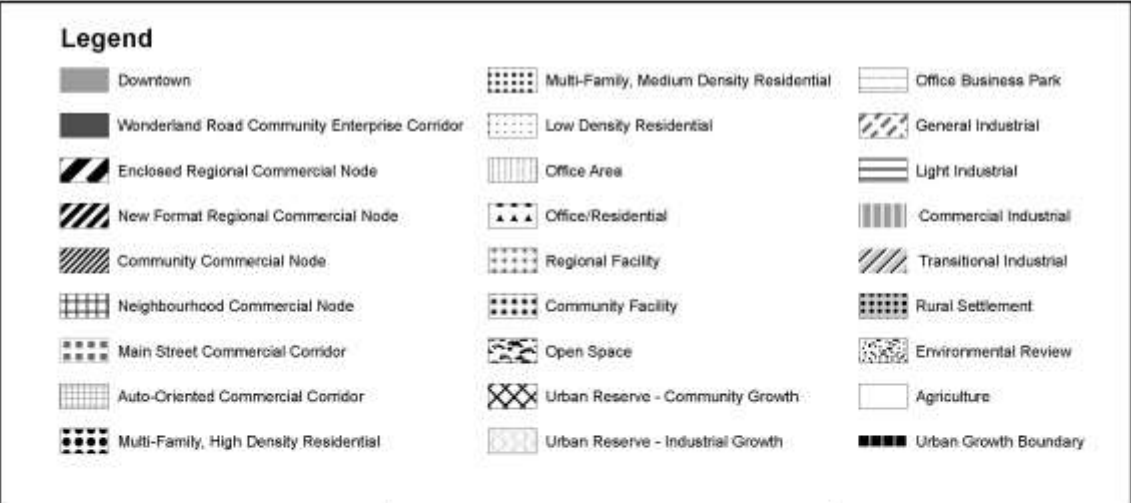 Legend
Downtown
Wonderland Road Community Enterprise Corridor
Enclosed Regional Commercial Node
New Format Regional Commercial Node
Community Commercial Node
Neighbourhood Commercial Node
Main Street Commercial Corridor
Auto-Oriented Commercial Corridor
Multi-Family, High Density Residential
Multi-Family, Medium Density Residential
Low Density Residential
Office Area
Office/Residential
Regional Facility
Community Facility
Open Space
Urban Reserve - Community Growth
Urban Reserve - Industrial Growth
Office Business Park
General Industrial
Light Industrial
Commercial Industrial
Transitional Industrial
Rural Settlement
Environmental Review
Agriculture
Urban Growth Boundary